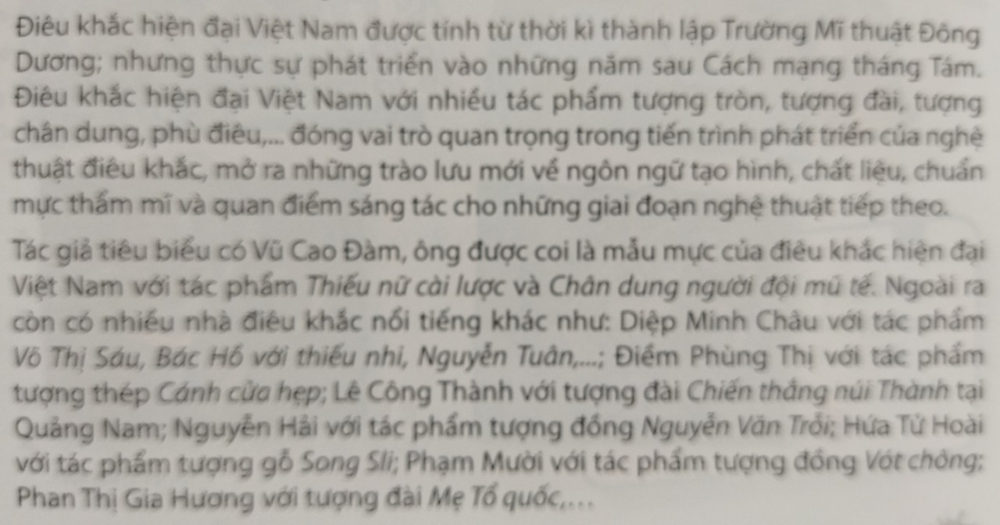 Điêu khắc hiện đại Việt Nam được tính từ thời kì thành lập Trường Mĩ thuật Đông
Dương; nhưng thực sự phát triển vào những năm sau Cách mạng tháng Tám.
Điêu khắc hiện đại Việt Nam với nhiều tác phẩm tượng tròn, tượng đài, tượng
chân dung, phù điêu,... đóng vai trò quan trọng trong tiến trình phát triển của nghệ
thuật điêu khắc, mở ra những trào lưu mới về ngôn ngữ tạo hình, chất liệu, chuẩn
mực thẩm mĩ và quan điểm sáng tác cho những giai đoạn nghệ thuật tiếp theo.
Tác giả tiêu biểu có Vũ Cao Đàm, ông được coi là mẫu mực của điêu khắc hiện đại
Việt Nam với tác phẩm Thiếu nữ cài lược và Chân dung người đội mũ tế. Ngoài ra
còn có nhiều nhà điêu khắc nổi tiếng khác như: Diệp Minh Châu với tác phẩm
Võ Thị Sáu, Bác Hồ với thiếu nhi, Nguyễn Tuân,...; Điềm Phùng Thị với tác phẩm
tượng thép Cánh cửa hẹp; Lê Công Thành với tượng đài Chiến thắng núi Thành tại
Quảng Nam; Nguyễn Hải với tác phẩm tượng đồng Nguyễn Văn Trỗi; Hứa Tử Hoài
với tác phẩm tượng gỗ Song Sli; Phạm Mười với tác phẩm tượng đồng Vót chông;
Phan Thị Gia Hương với tượng đài Mẹ Tổ quốc,...